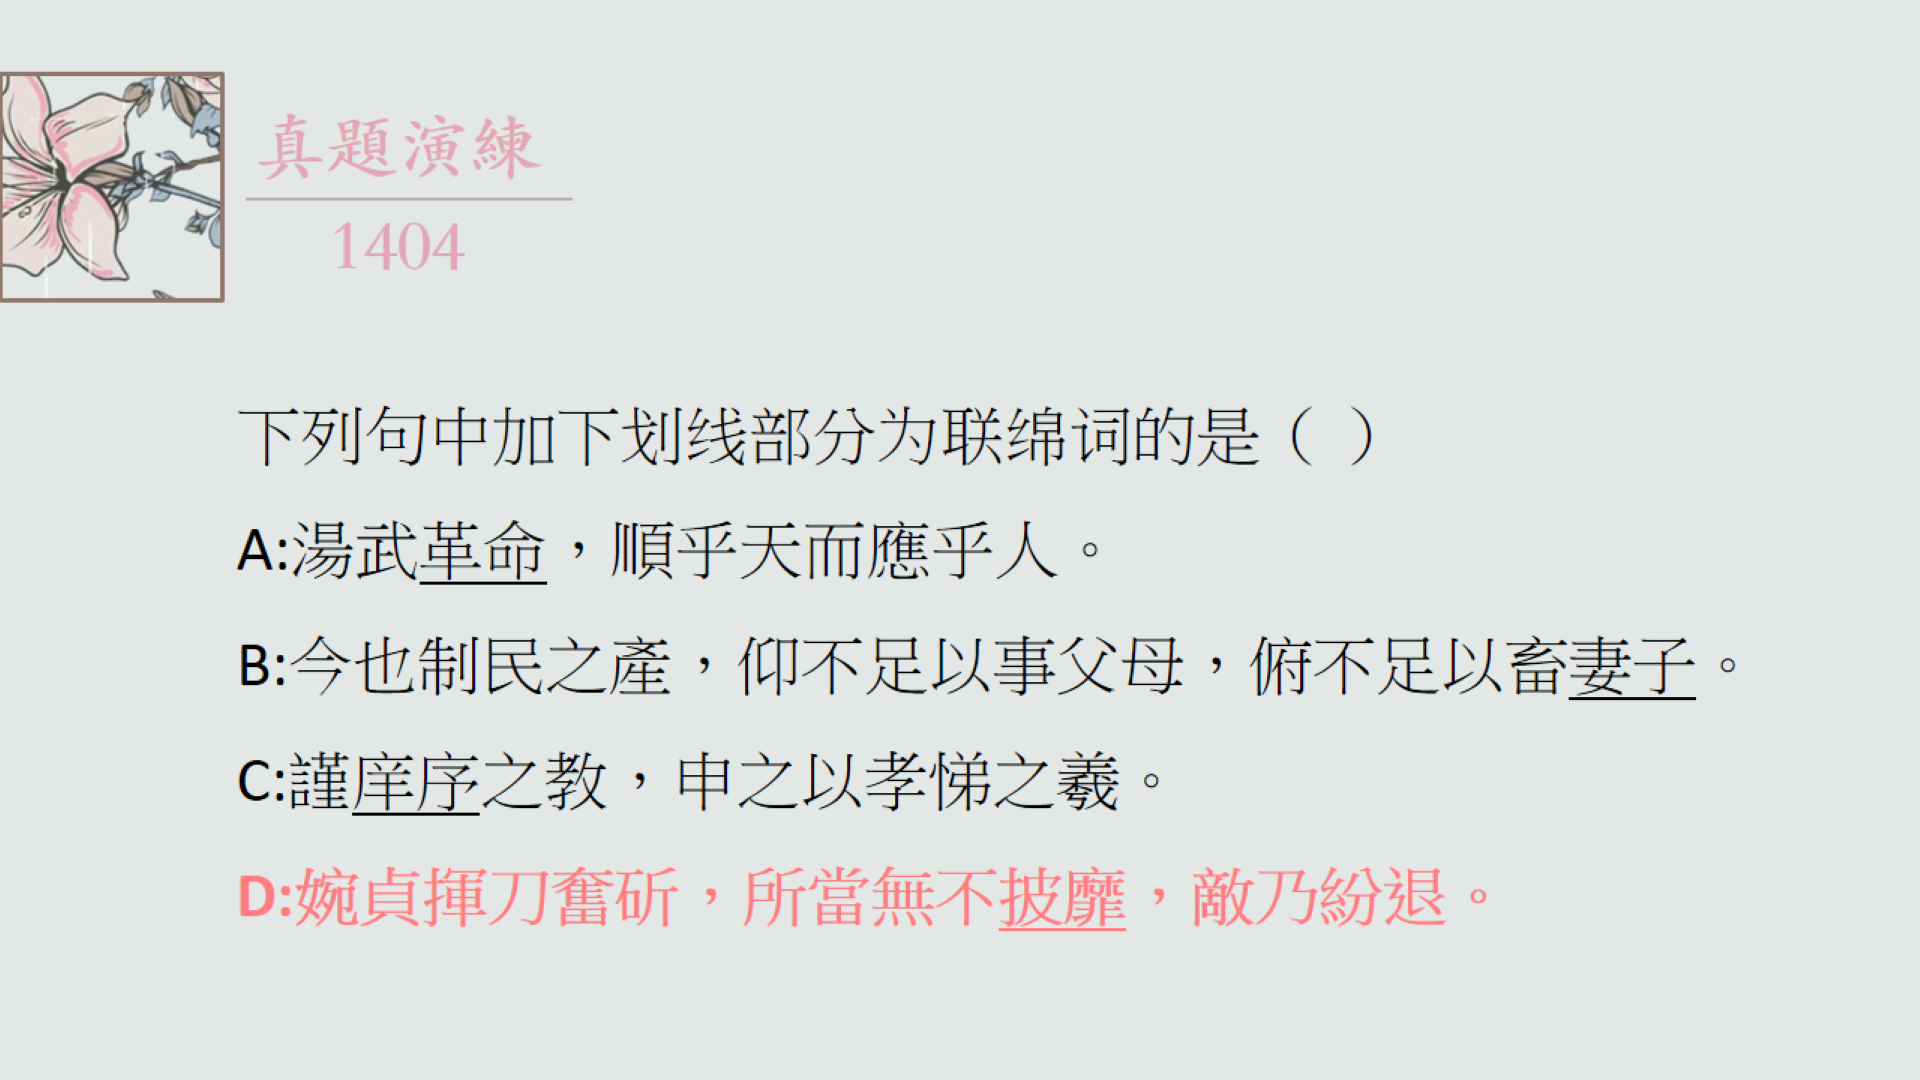 真題演練
1404
下列句中加下划线部分为联绵词的是（ ）
A:湯武革命，順乎天而應乎人。
B:今也制民之產，仰不足以事父母，俯不足以畜妻子。
C:謹庠序之教，申之以孝悌之羲。
D:婉貞揮刀奮斫，所當無不披靡，敵乃紛退。